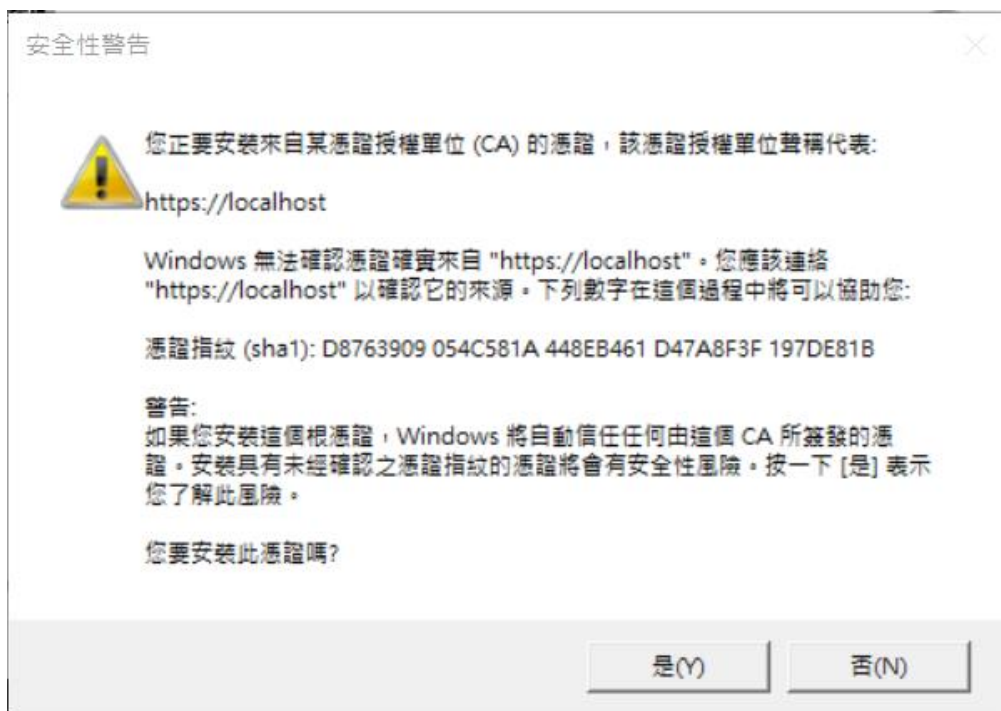 安全性警告
您正要安裝來自某憑證授權單位 (CA) 的憑證，該憑證授權單位聲稱代表:
https://localhost
Windows 無法確認憑證確實來自 "https://localhost"。您應該連絡
"https://localhost" 以確認它的來源。下列數字在這個過程中將可以協助您:
憑證指紋 (sha1): D8763909 054C581A 448EB461 D47A8F3F 197DE81B
警告:
如果您安裝這個根憑證，Windows 將自動信任任何由這個 CA 所簽發的憑
證。安裝具有未經確認之憑證指紋的憑證將會有安全性風險。按一下 [是] 表示
您了解此風險。
您要安裝此憑證嗎?
是(Y)
否(N)